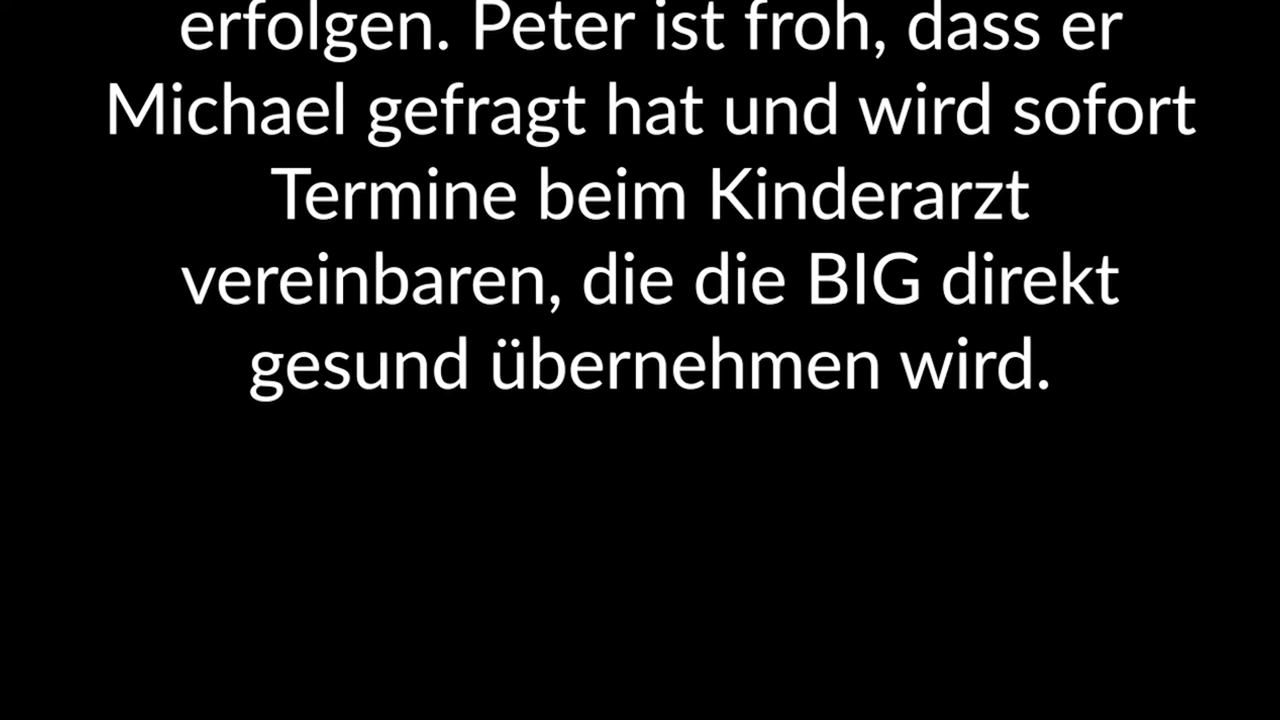 erfolgen. Peter ist froh, dass er
Michael gefragt hat und wird sofort
Termine beim Kinderarzt
vereinbaren, die die BIG direkt
gesund übernehmen wird.